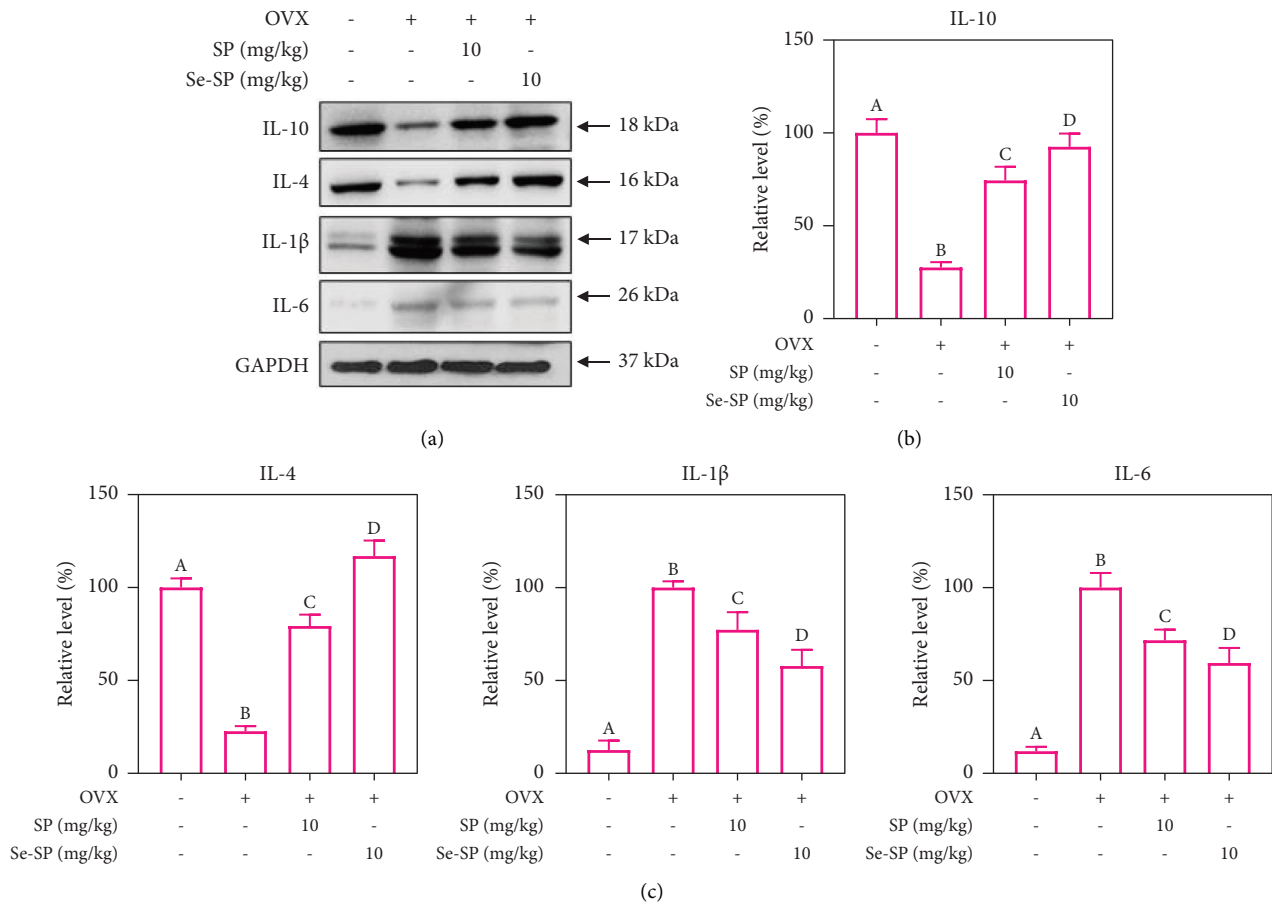 OVX - + + +
SP (mg/kg) - - 10 -
Se-SP (mg/kg) - - - 10
IL-10 18 kDa
IL-4 16 kDa
IL-1β 17 kDa
IL-6 26 kDa
GAPDH 37 kDa
(a)
IL-10
Relative level (%)
150
100
50
0
A
B
C
D
OVX - + + +
SP (mg/kg) - - 10 -
Se-SP (mg/kg) - - - 10
(b)
IL-4
Relative level (%)
150
100
50
0
A
B
C
D
OVX - + + +
SP (mg/kg) - - 10 -
Se-SP (mg/kg) - - - 10
IL-1β
Relative level (%)
150
100
50
0
A
B
C
D
OVX - + + +
SP (mg/kg) - - 10 -
Se-SP (mg/kg) - - - 10
IL-6
Relative level (%)
150
100
50
0
A
B
C
D
OVX - + + +
SP (mg/kg) - - 10 -
Se-SP (mg/kg) - - - 10
(c)